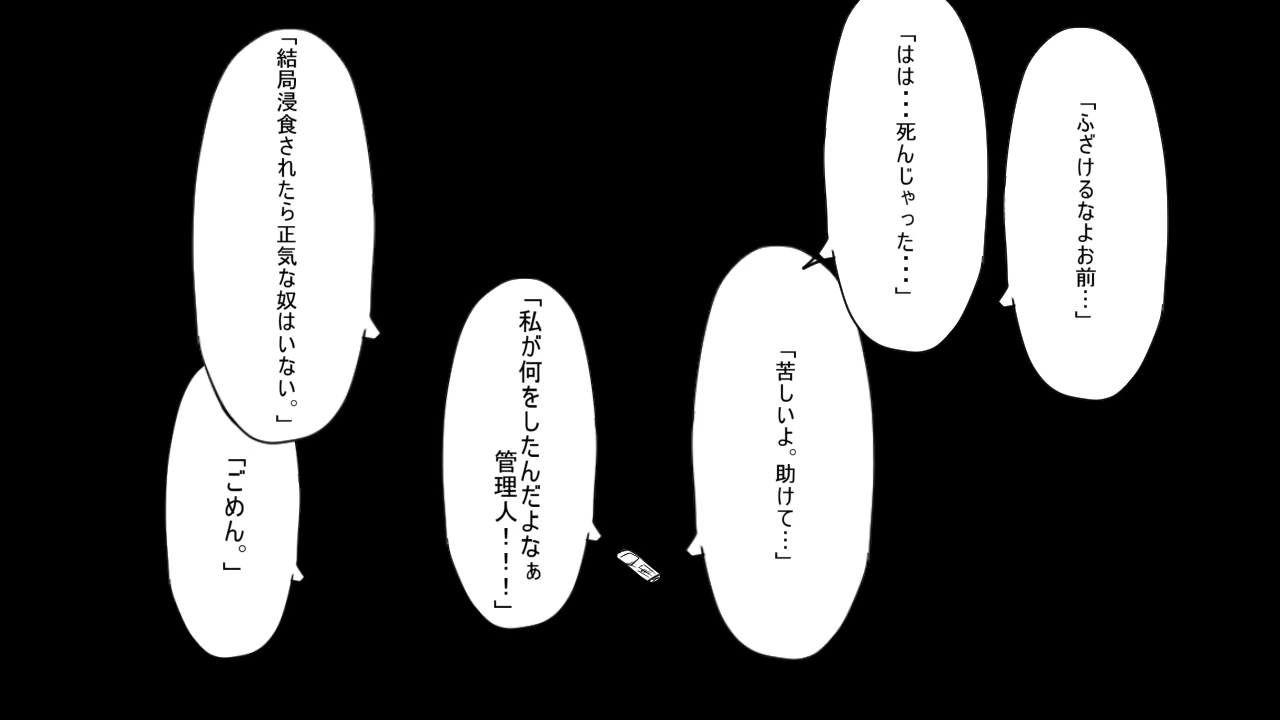 「ふざけるなよお前…」
「はは・・・死んじゃった・・・」
「苦しいよ。助けて…」
「私が何をしたんだよなぁ
管理人！！！」
「結局浸食されたら正気な奴はいない。」
「ごめん。」